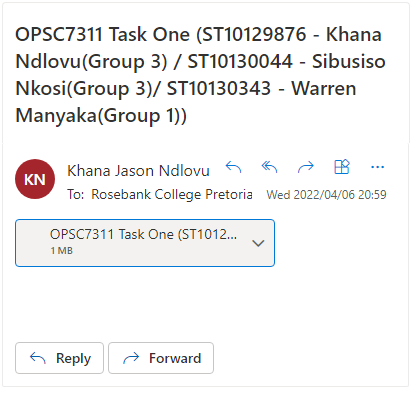 OPSC7311 Task One (ST10129876 - Khana
Ndlovu(Group 3) / ST10130044 - Sibusiso
Nkosi(Group 3)/ ST10130343 - Warren
Manyaka(Group 1))
KN
Khana Jason Ndlovu
To: Rosebank College Pretoria Wed 2022/04/06 20:59
OPSC7311 Task One (ST1012...
1 MB
Reply Forward